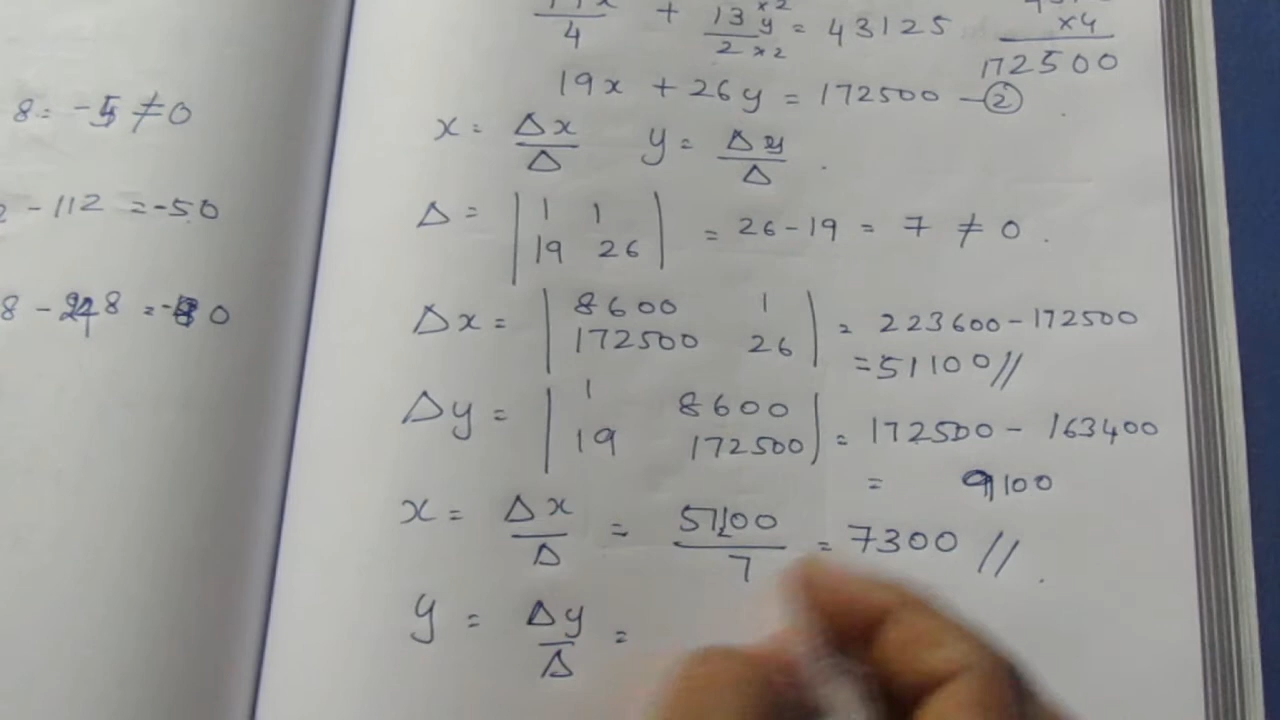 8 = -5 ≠ 0
- 112 = -50
8 - 248 = 0
/4 + 13 y ×2 / 2 ×2 = 43125
×4
172500
19x + 26y = 172500 — ②
x = Δx/Δ y = Δy/Δ .
Δ = | 1 1 | = 26 - 19 = 7 ≠ 0 .
| 19 26 |
Δx = | 8600 1 | = 223600 - 172500
| 172500 26 | = 51100 //
Δy = | 1 8600 |
| 19 172500 | = 172500 - 163400
= 9100
x = Δx/Δ = 51100/7 = 7300 // .
y = Δy/Δ =